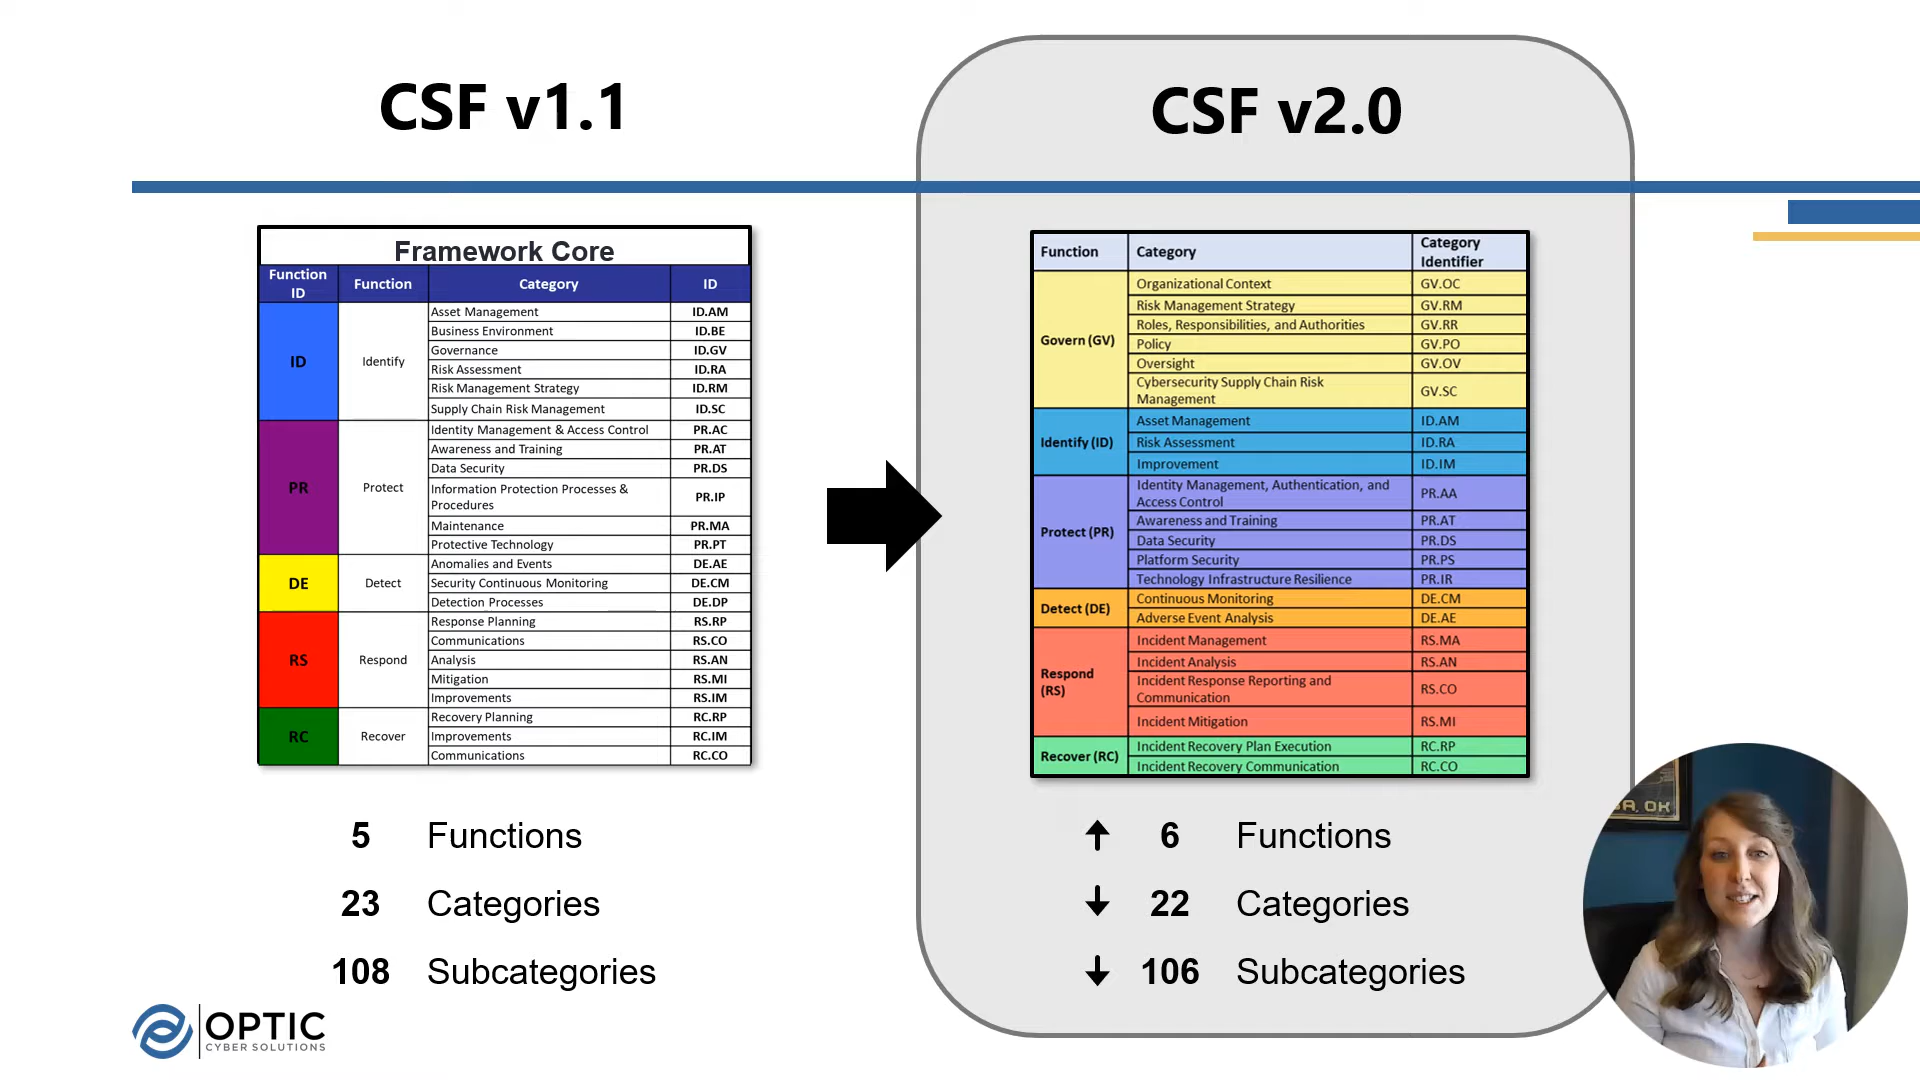 CSF v1.1
CSF v2.0
Framework Core
Function ID Function Category ID
ID Identify
Asset Management ID.AM
Business Environment ID.BE
Governance ID.GV
Risk Assessment ID.RA
Risk Management Strategy ID.RM
Supply Chain Risk Management ID.SC
PR Protect
Identity Management & Access Control PR.AC
Awareness and Training PR.AT
Data Security PR.DS
Information Protection Processes &
Procedures PR.IP
Maintenance PR.MA
Protective Technology PR.PT
DE Detect
Anomalies and Events DE.AE
Security Continuous Monitoring DE.CM
Detection Processes DE.DP
RS Respond
Response Planning RS.RP
Communications RS.CO
Analysis RS.AN
Mitigation RS.MI
Improvements RS.IM
RC Recover
Recovery Planning RC.RP
Improvements RC.IM
Communications RC.CO
5 Functions
23 Categories
108 Subcategories
Function Category Category Identifier
Govern (GV)
Organizational Context GV.OC
Risk Management Strategy GV.RM
Roles, Responsibilities, and Authorities GV.RR
Policy GV.PO
Oversight GV.OV
Cybersecurity Supply Chain Risk
Management GV.SC
Identify (ID)
Asset Management ID.AM
Risk Assessment ID.RA
Improvement ID.IM
Protect (PR)
Identity Management, Authentication, and
Access Control PR.AA
Awareness and Training PR.AT
Data Security PR.DS
Platform Security PR.PS
Technology Infrastructure Resilience PR.IR
Detect (DE)
Continuous Monitoring DE.CM
Adverse Event Analysis DE.AE
Respond
(RS)
Incident Management RS.MA
Incident Analysis RS.AN
Incident Response Reporting and
Communication RS.CO
Incident Mitigation RS.MI
Recover (RC)
Incident Recovery Plan Execution RC.RP
Incident Recovery Communication RC.CO
↑ 6 Functions
↓ 22 Categories
↓ 106 Subcategories
OPTIC
CYBER SOLUTIONS
OK